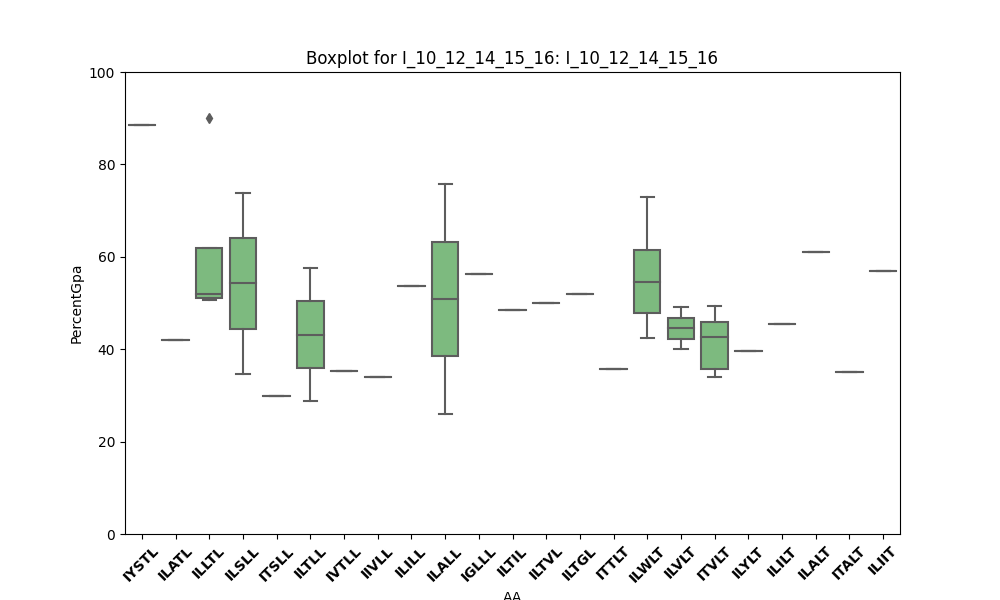 Boxplot for I_10_12_14_15_16: I_10_12_14_15_16
100
80
60
40
20
0
PercentGpa
IYSTL
ILATL
ILLTL
ILSLL
ITSLL
ILTLL
IVTLL
IIVLL
ILILL
ILALL
IGLLL
ILTIL
ILTVL
ILTGL
ITTLT
ILWLT
ILVLT
ITVLT
ILYLT
ILILT
ILALT
ITALT
ILIIT
AA